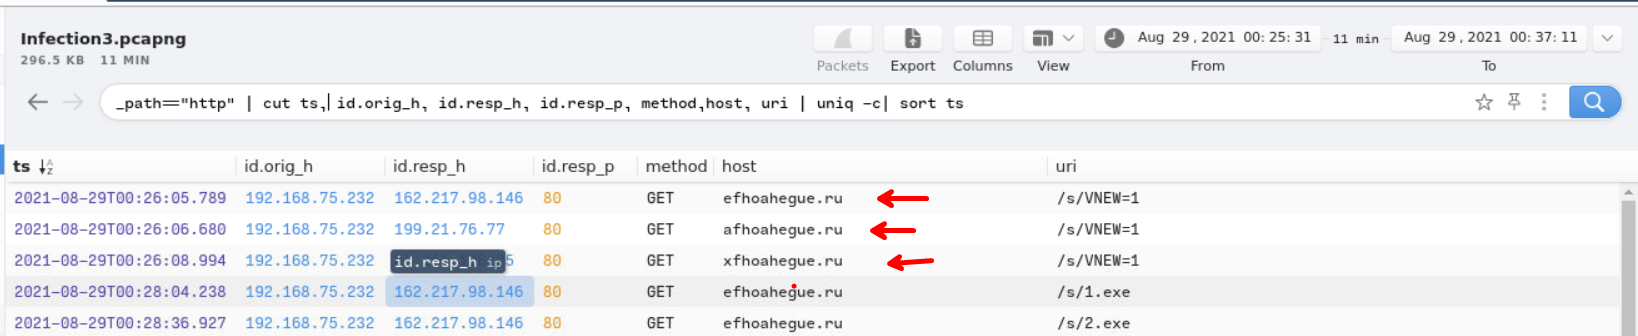 Infection3.pcapng
296.5 KB 11 MIN
Packets Export Columns View
Aug 29 , 2021 00: 25: 31 11 min Aug 29 , 2021 00: 37: 11
From To
_path=="http" | cut ts, id.orig_h, id.resp_h, id.resp_p, method,host, uri | uniq -c| sort ts
ts id.orig_h id.resp_h id.resp_p method host uri
2021-08-29T00:26:05.789 192.168.75.232 162.217.98.146 80 GET efhoahegue.ru /s/VNEW=1
2021-08-29T00:26:06.680 192.168.75.232 199.21.76.77 80 GET afhoahegue.ru /s/VNEW=1
2021-08-29T00:26:08.994 192.168.75.232 id.resp_h ip 80 GET xfhoahegue.ru /s/VNEW=1
2021-08-29T00:28:04.238 192.168.75.232 162.217.98.146 80 GET efhoahegue.ru /s/1.exe
2021-08-29T00:28:36.927 192.168.75.232 162.217.98.146 80 GET efhoahegue.ru /s/2.exe